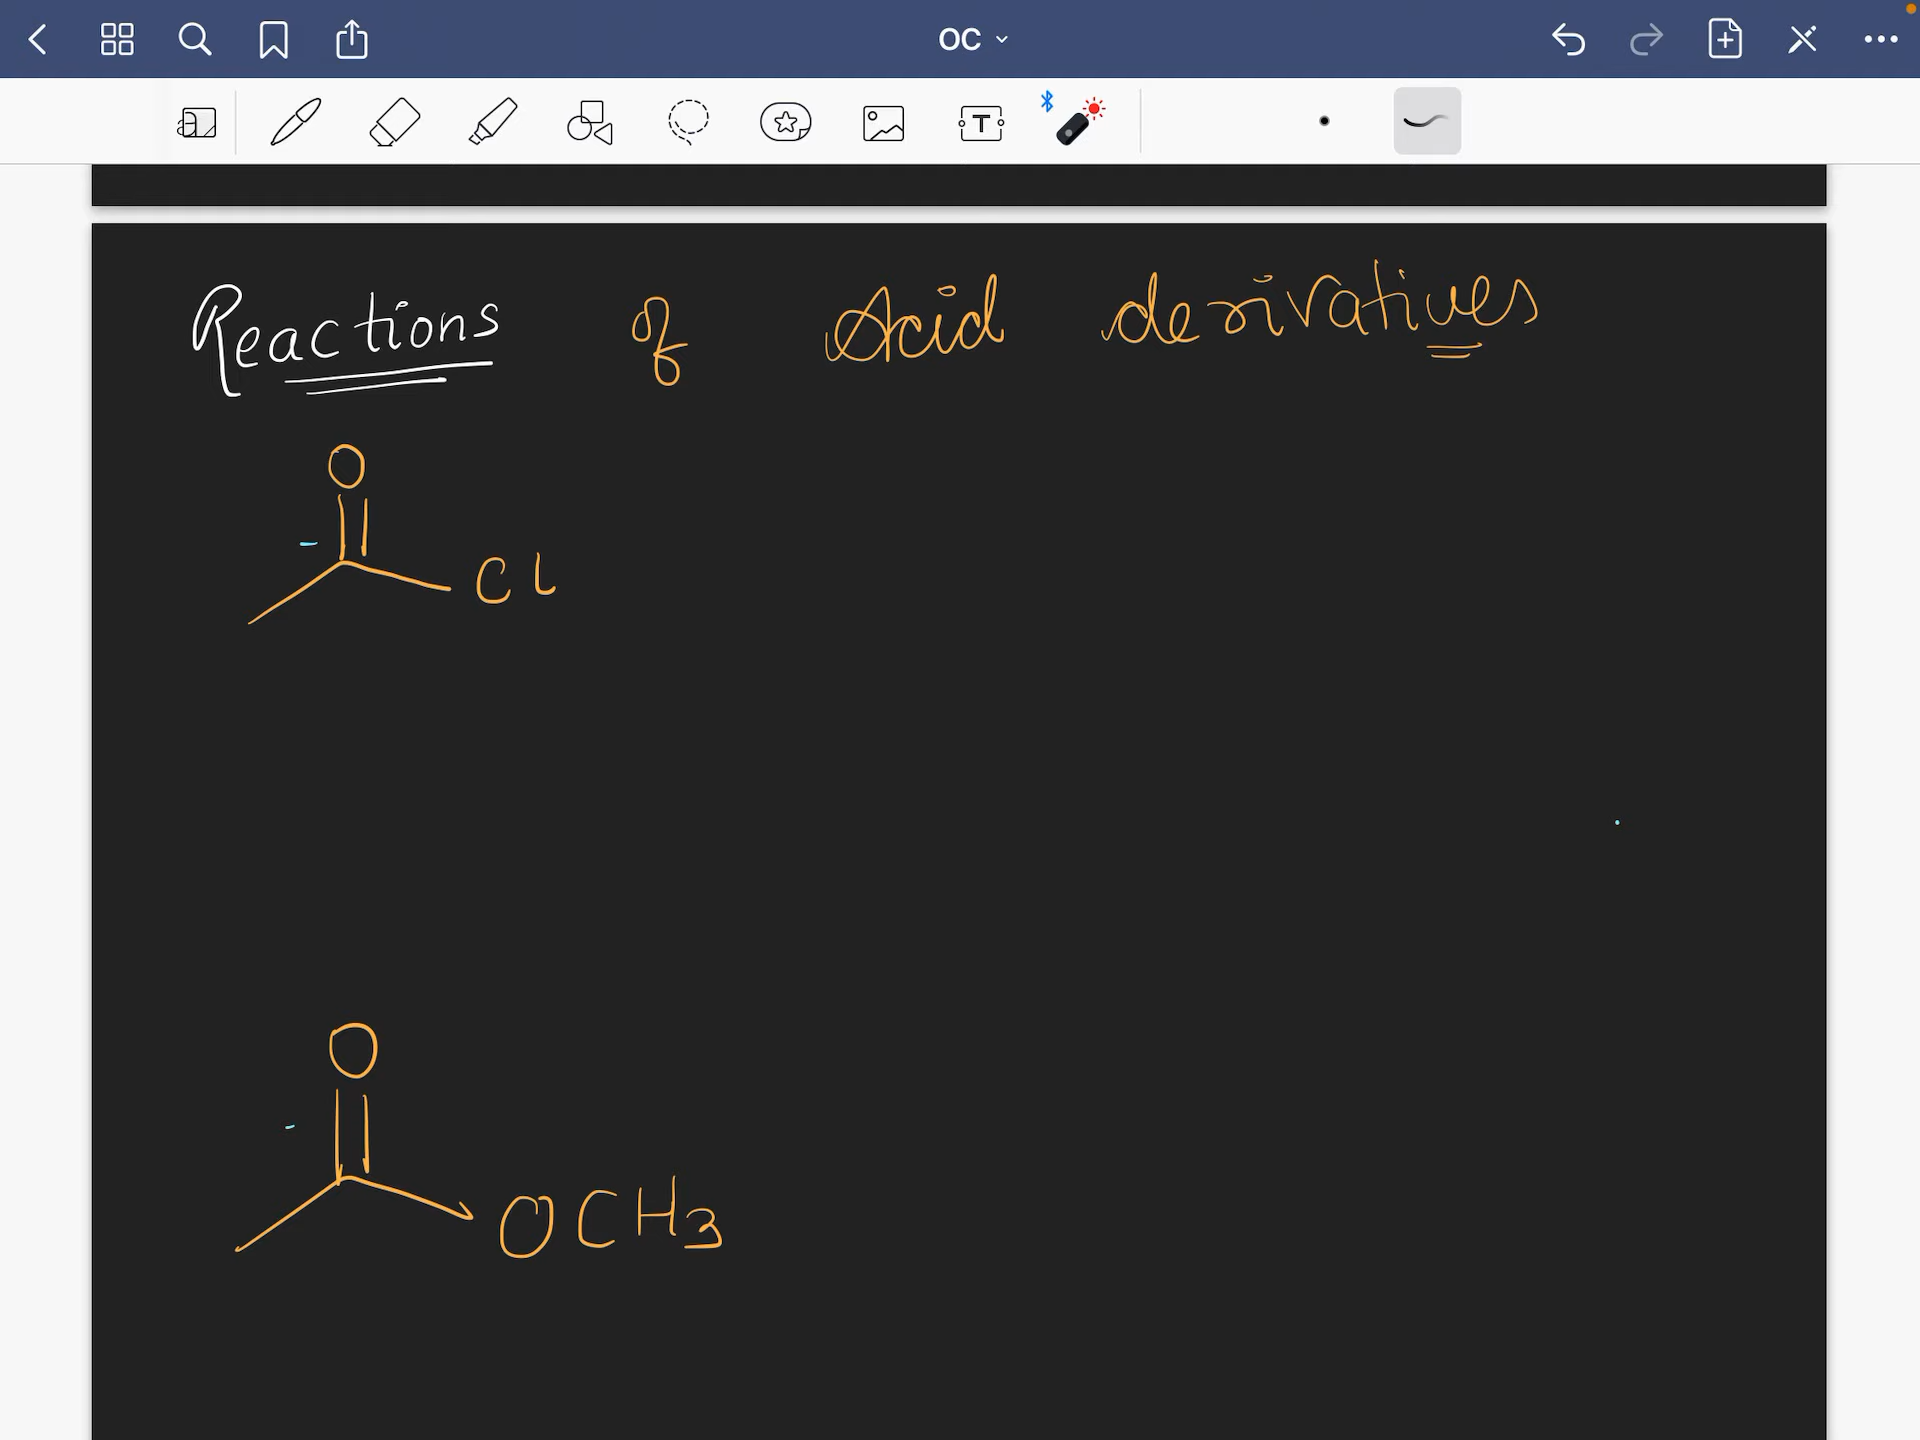 OC
T
Reactions of Acid derivatives
O
Cl
O
OCH3